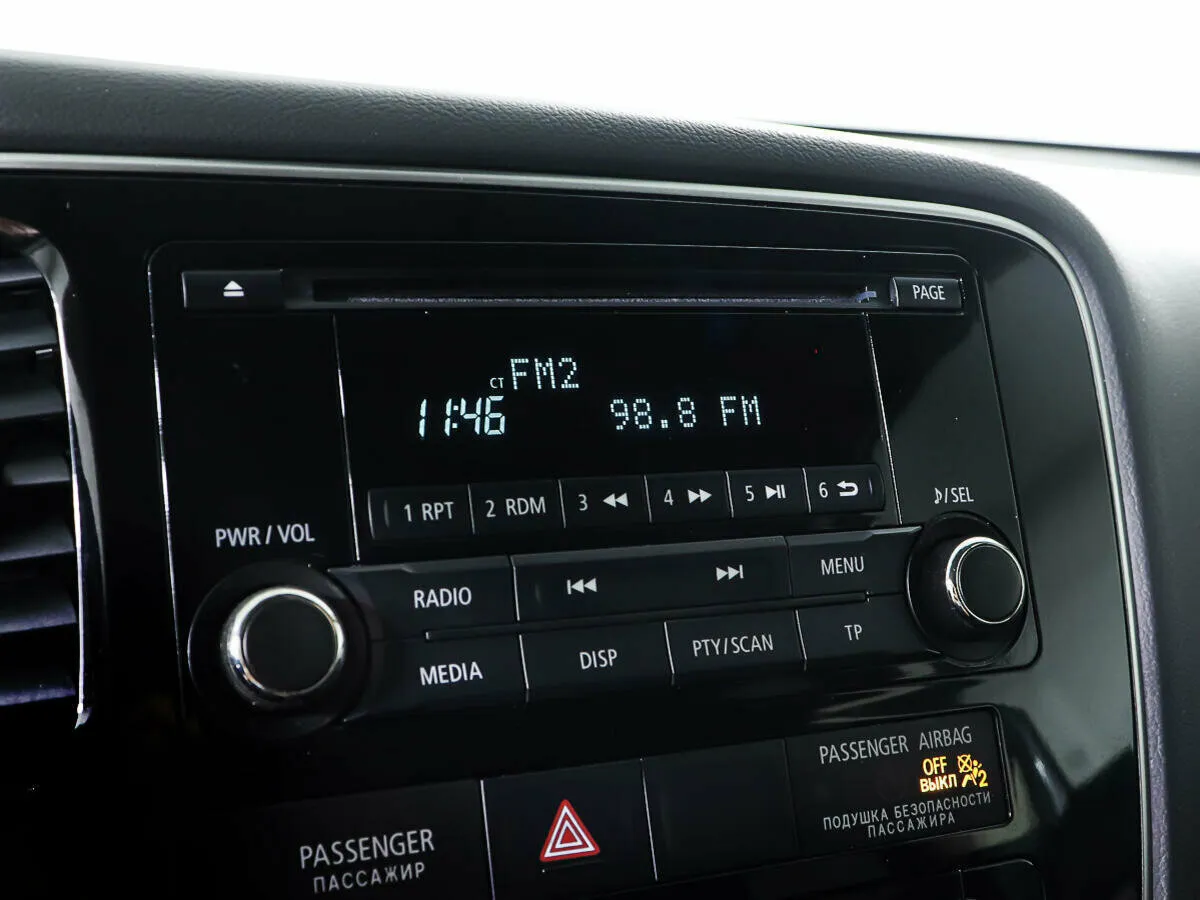 PAGE
CT FM2
11:46 98.8 FM
1 RPT 2 RDM 3 4 5 6
PWR / VOL
♪/SEL
RADIO MENU
MEDIA DISP PTY/SCAN TP
PASSENGER AIRBAG
OFF
ВЫКЛ 2
ПОДУШКА БЕЗОПАСНОСТИ
ПАССАЖИРА
PASSENGER
ПАССАЖИР